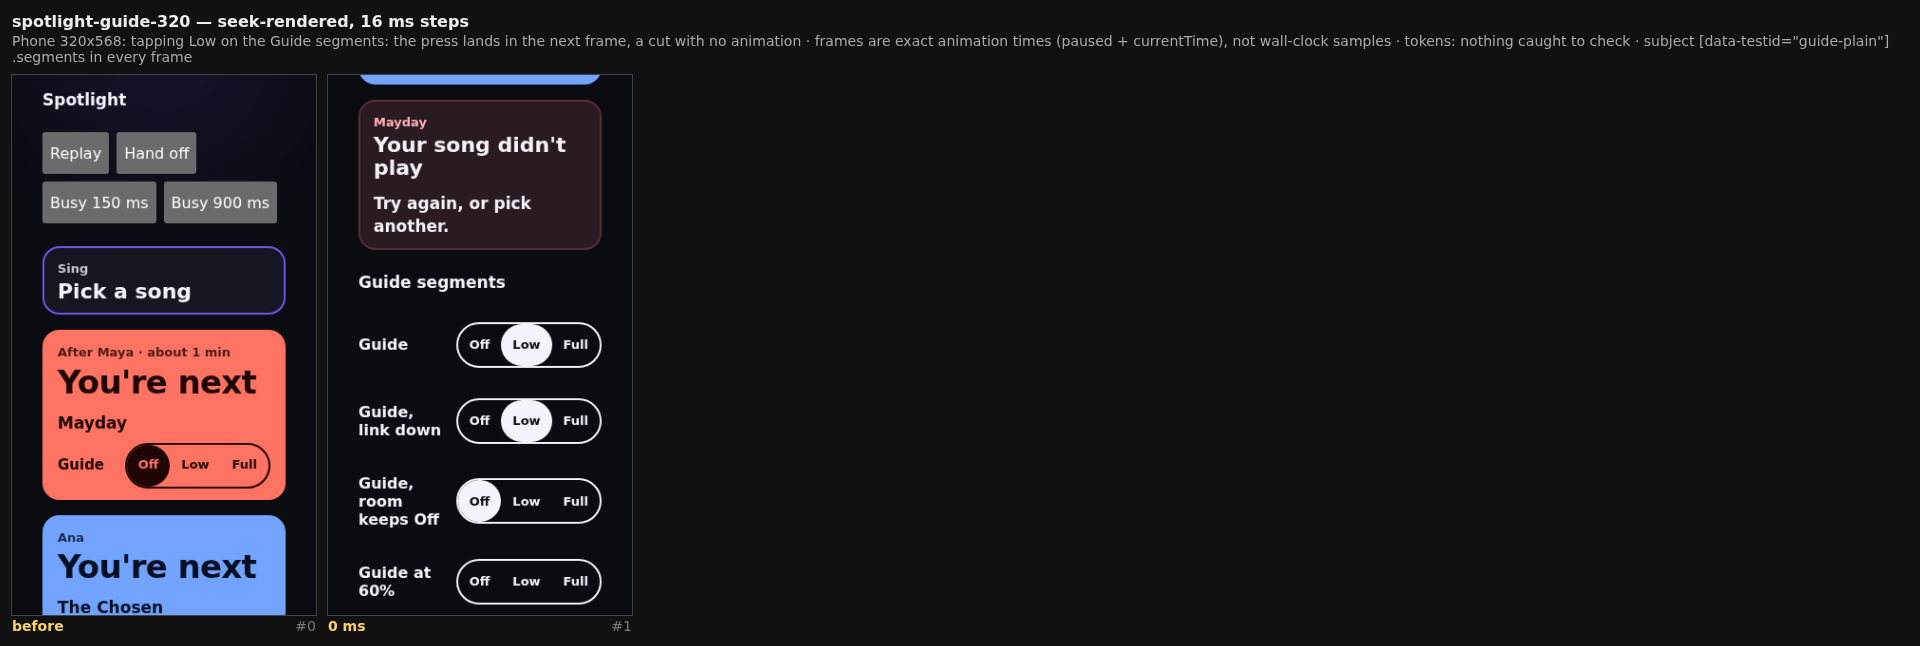 spotlight-guide-320 — seek-rendered, 16 ms steps
Phone 320x568: tapping Low on the Guide segments: the press lands in the next frame, a cut with no animation · frames are exact animation times (paused + currentTime), not wall-clock samples · tokens: nothing caught to check · subject [data-testid="guide-plain"]
.segments in every frame
Spotlight
Replay
Hand off
Busy 150 ms
Busy 900 ms
Sing
Pick a song
After Maya · about 1 min
You're next
Mayday
Guide
Off
Low
Full
Ana
You're next
The Chosen
before
#0
Mayday
Your song didn't
play
Try again, or pick
another.
Guide segments
Guide
Off
Low
Full
Guide,
link down
Off
Low
Full
Guide,
room
keeps Off
Off
Low
Full
Guide at
60%
Off
Low
Full
0 ms
#1